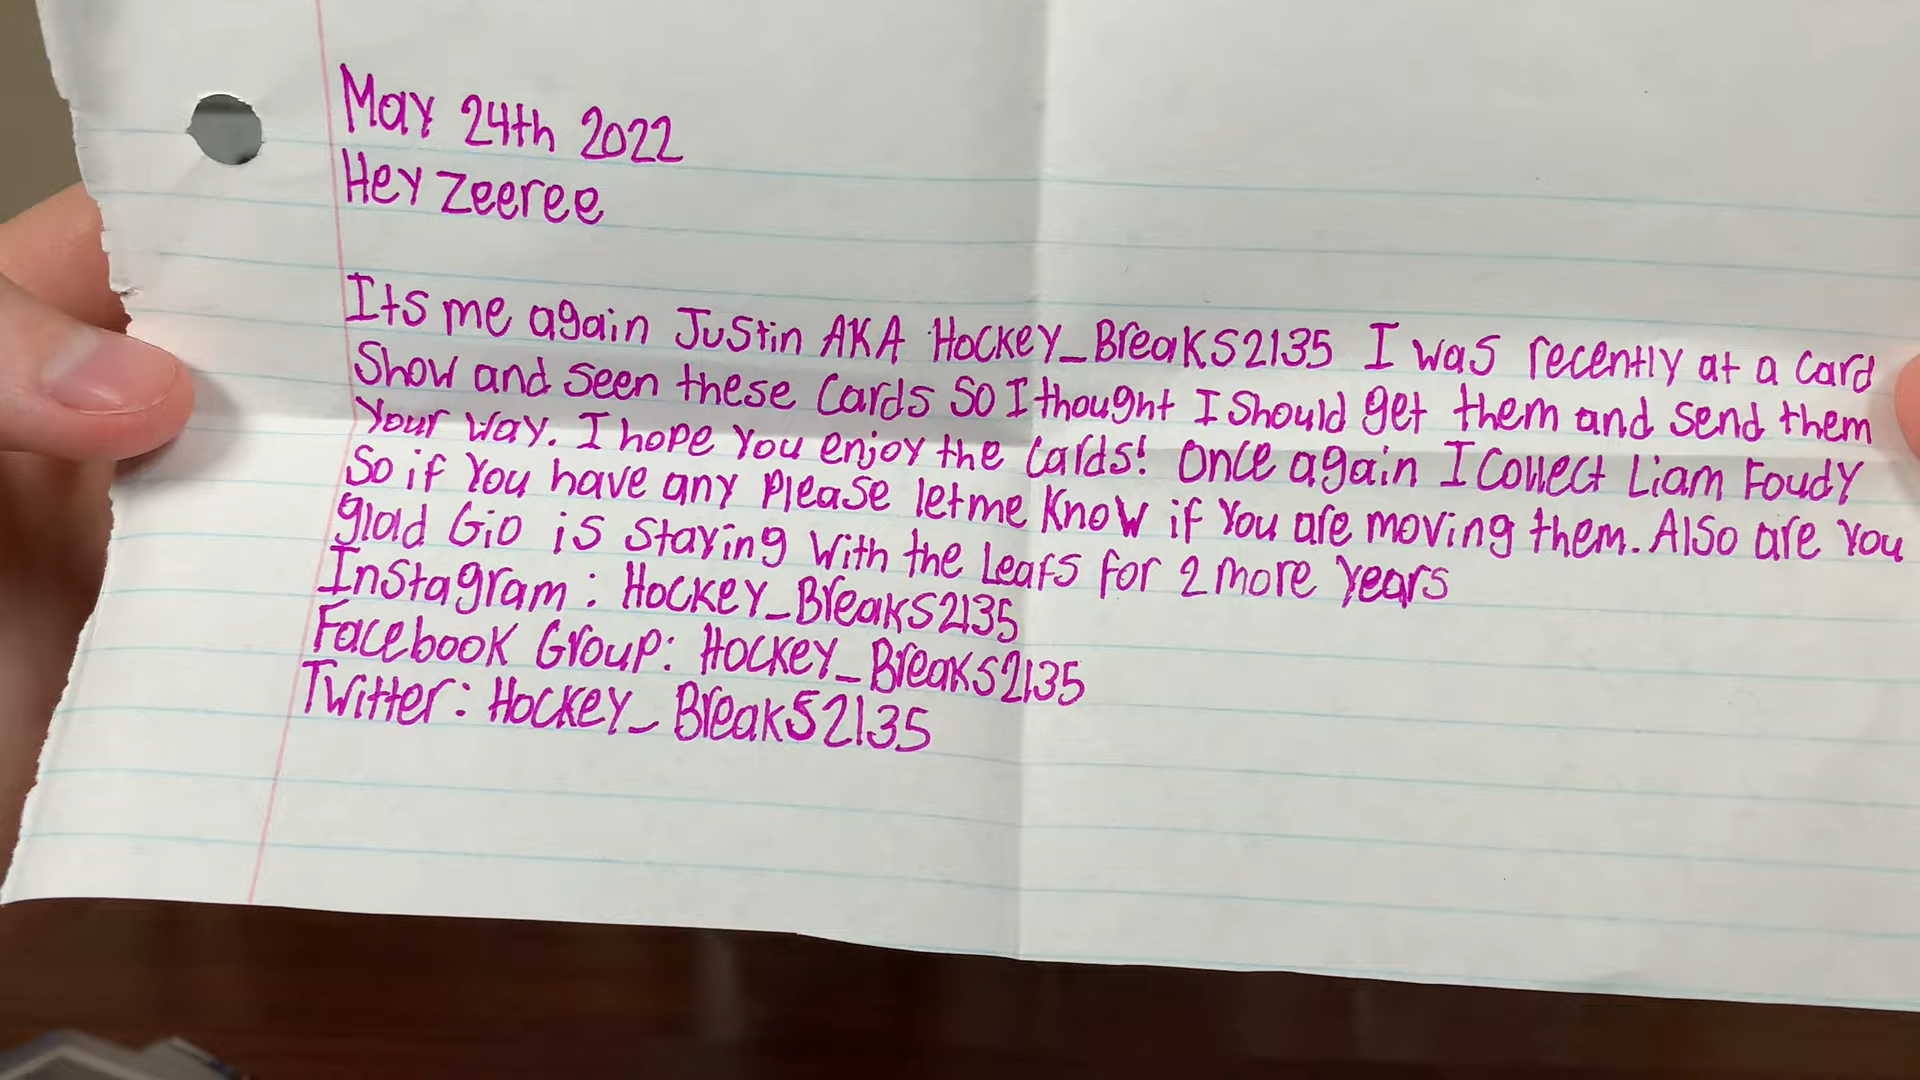 May 24th 2022
Hey Zeeree
Its me again Justin AKA Hockey_Breaks2135 I was recently at a card
Show and seen these cards so I thought I should get them and send them
Your way. I hope you enjoy the cards! Once again I collect Liam Foudy
So if you have any please let me know if you are moving them. Also are you
glad Gio is staying with the Leafs for 2 more years
Instagram: Hockey_Breaks2135
Facebook Group: Hockey_Breaks2135
Twitter: Hockey_Breaks2135